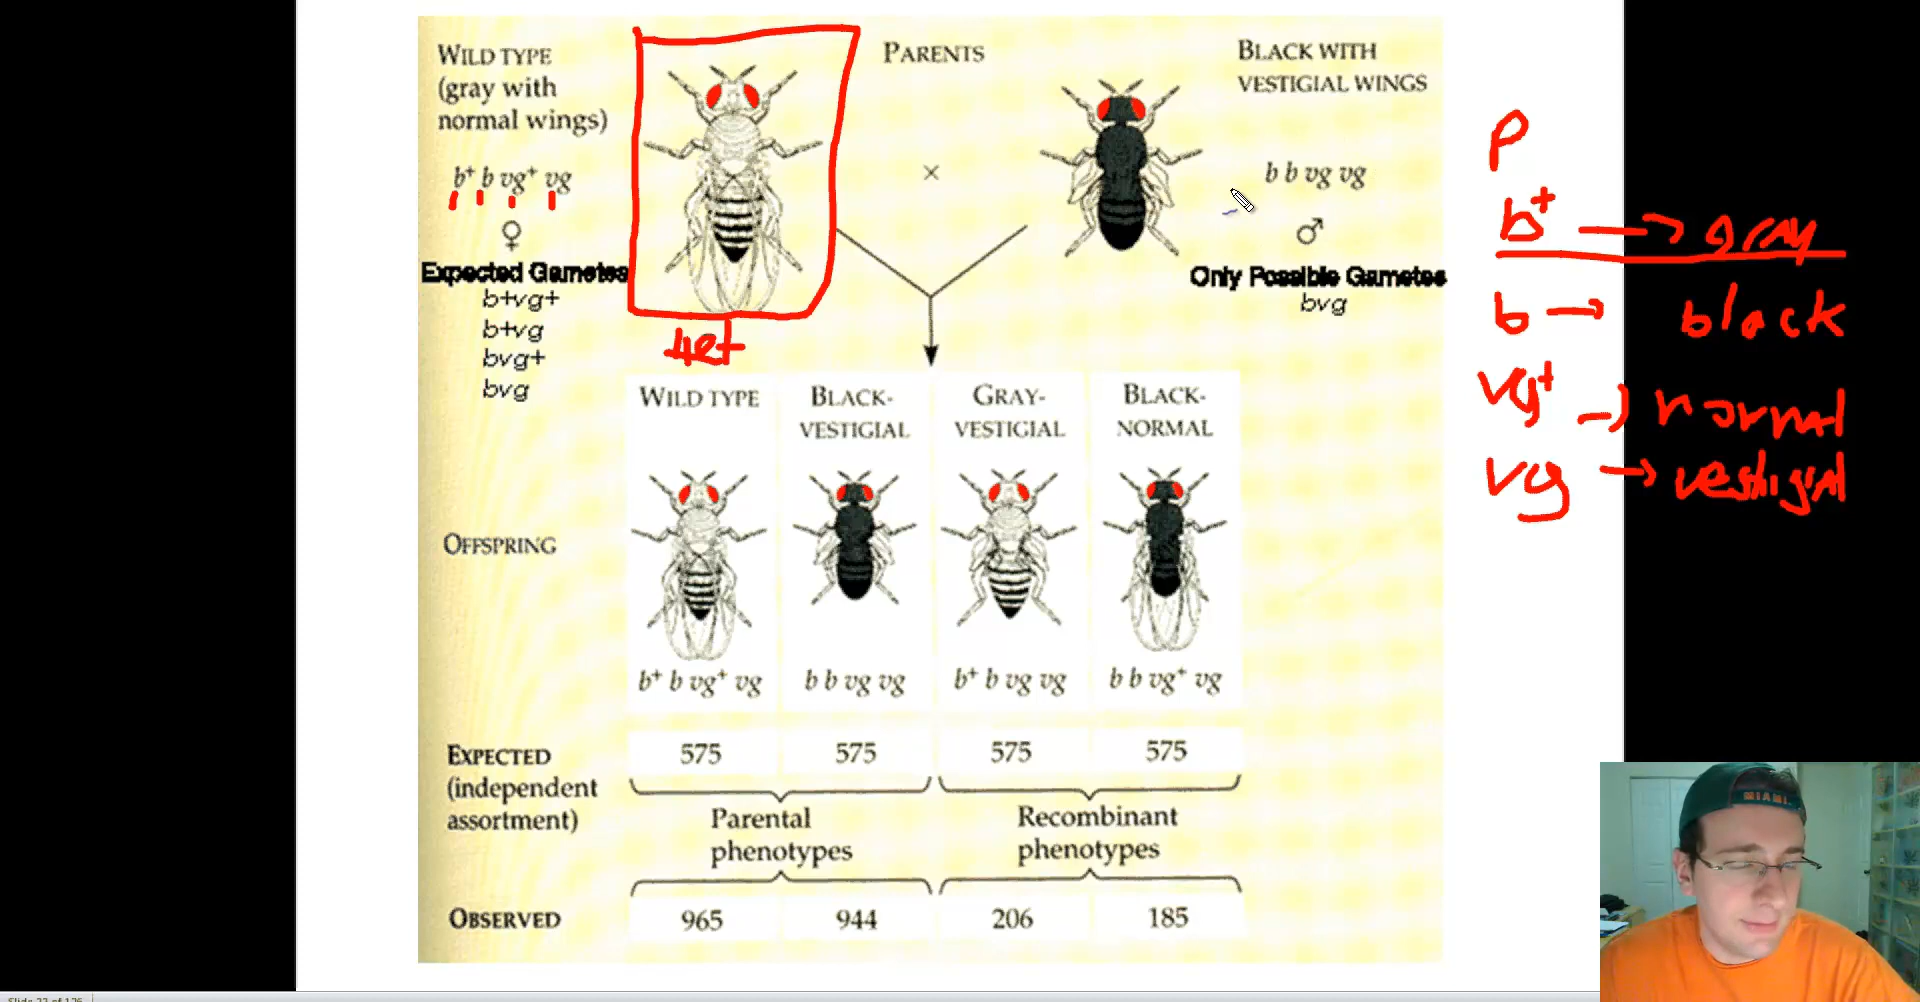 WILD TYPE
(gray with
normal wings)
b⁺ b vg⁺ vg
♀
Expected Gametes
b+vg+
b+vg
bvg+
bvg
PARENTS
×
BLACK WITH
VESTIGIAL WINGS
b b vg vg
♂
Only Possible Gametes
bvg
het
P
b⁺ → gray
b → black
vg⁺ → normal
vg → vestigial
WILD TYPE
BLACK-
VESTIGIAL
GRAY-
VESTIGIAL
BLACK-
NORMAL
OFFSPRING
b⁺ b vg⁺ vg
b b vg vg
b⁺ b vg vg
b b vg⁺ vg
EXPECTED
(independent
assortment)
575 575 575 575
Parental
phenotypes
Recombinant
phenotypes
OBSERVED 965 944 206 185
MIAMI